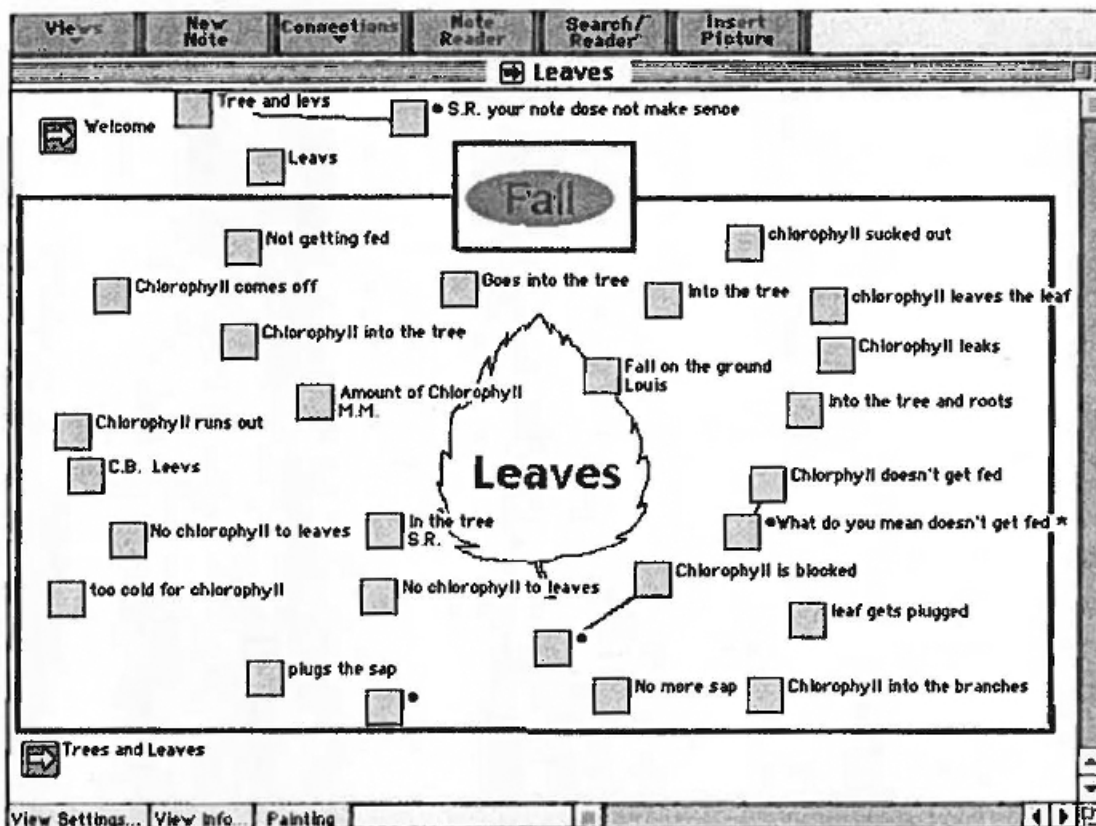 Views
New Note
Connections
Note Reader
Search/ Reader
Insert Picture
Leaves
Tree and levs
• S.R. your note dose not make sense
Welcome
Leavs
Fall
Not getting fed
chlorophyll sucked out
Chlorophyll comes off
Goes into the tree
Into the tree
chlorophyll leaves the leaf
Chlorophyll into the tree
Chlorophyll leaks
Fall on the ground
Louis
Amount of Chlorophyll
M.M.
Into the tree and roots
Chlorophyll runs out
C.B. Leevs
Leaves
Chlorphyll doesn't get fed
No chlorophyll to leaves
In the tree
S.R.
•What do you mean doesn't get fed *
too cold for chlorophyll
No chlorophyll to leaves
Chlorophyll is blocked
leaf gets plugged
plugs the sap
No more sap
Chlorophyll into the branches
Trees and Leaves
View Settings...
View Info...
Painting